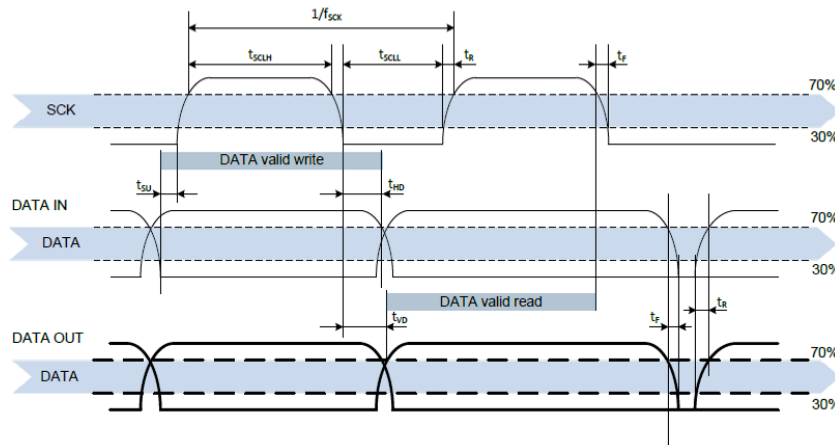 1/fSCK
tSCLH
tSCLL
tR
tF
70%
SCK
30%
DATA valid write
tSU
tHD
DATA IN
70%
DATA
30%
DATA valid read
tVD
tF
tR
DATA OUT
70%
DATA
30%